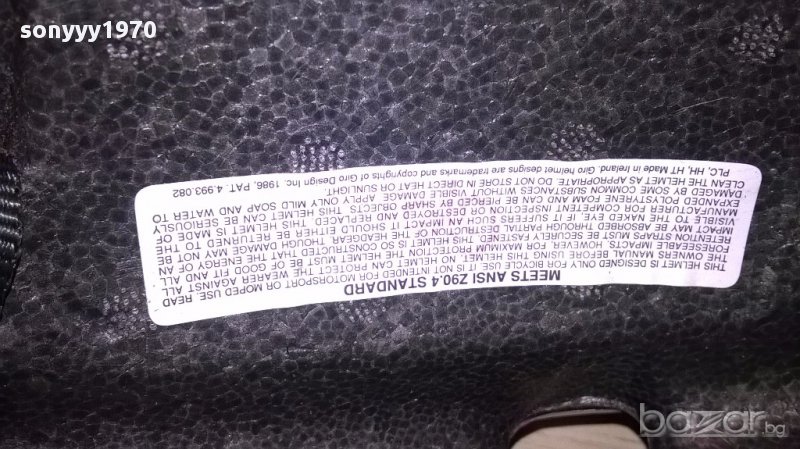 sonyyy1970
MEETS ANSI Z90.4 STANDARD
THIS HELMET DESIGNED FOR BICYCLE USE ONLY. IT IS NOT INTENDED FOR MOTORSPORT OR MOPED USE. READ
THE OWNERS MANUAL BEFORE USING THIS HELMET. NO HELMET CAN PROTECT THE WEARER AGAINST ALL
FORESEEABLE IMPACTS, HOWEVER, FOR MAXIMUM PROTECTION THE HELMET MUST BE OF GOOD FIT AND ALL
RETENTION STRAPS MUST BE SECURELY FASTENED. THIS HELMET IS SO CONSTRUCTED THAT THE ENERGY OF AN
IMPACT MAY BE ABSORBED THROUGH PARTIAL DESTRUCTION OF THE HEADGEAR, THOUGH DAMAGE MAY NOT BE
VISIBLE TO THE NAKED EYE. IF IT SUFFERS SUCH AN IMPACT IT SHOULD EITHER BE RETURNED TO THE
MANUFACTURER FOR COMPETENT INSPECTION OR DESTROYED AND REPLACED. THIS HELMET IS MADE OF
EXPANDED POLYSTYRENE FOAM AND CAN BE PIERCED BY SHARP OBJECTS. THIS HELMET CAN BE SERIOUSLY
DAMAGED BY SOME COMMON SUBSTANCES WITHOUT VISIBLE DAMAGE. APPLY ONLY MILD SOAP AND WATER TO
CLEAN THE HELMET AS APPROPRIATE. DO NOT STORE IN DIRECT HEAT OR SUNLIGHT.
PLC, HH, HT Made in Ireland. Giro helmet designs are trademarks and copyrights of Giro Design Inc, 1986, PAT. 4.993.082
bazar.bg